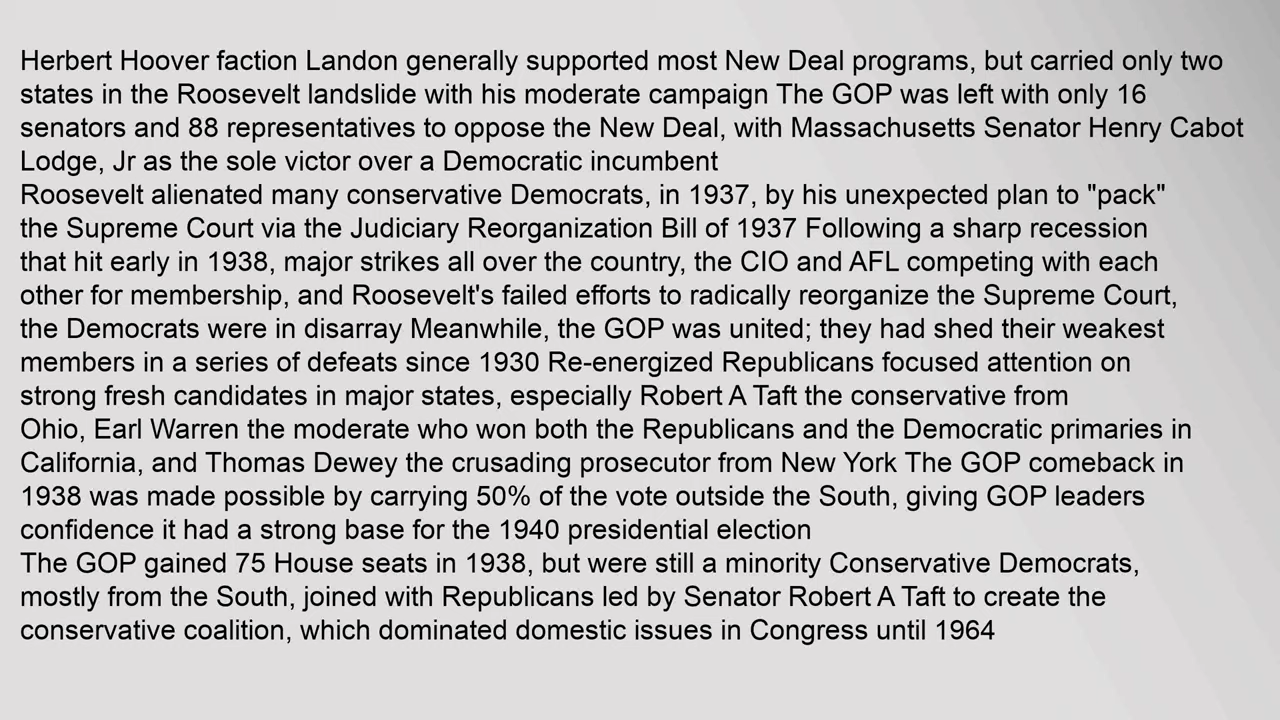 Herbert Hoover faction Landon generally supported most New Deal programs, but carried only two
states in the Roosevelt landslide with his moderate campaign The GOP was left with only 16
senators and 88 representatives to oppose the New Deal, with Massachusetts Senator Henry Cabot
Lodge, Jr as the sole victor over a Democratic incumbent
Roosevelt alienated many conservative Democrats, in 1937, by his unexpected plan to "pack"
the Supreme Court via the Judiciary Reorganization Bill of 1937 Following a sharp recession
that hit early in 1938, major strikes all over the country, the CIO and AFL competing with each
other for membership, and Roosevelt's failed efforts to radically reorganize the Supreme Court,
the Democrats were in disarray Meanwhile, the GOP was united; they had shed their weakest
members in a series of defeats since 1930 Re-energized Republicans focused attention on
strong fresh candidates in major states, especially Robert A Taft the conservative from
Ohio, Earl Warren the moderate who won both the Republicans and the Democratic primaries in
California, and Thomas Dewey the crusading prosecutor from New York The GOP comeback in
1938 was made possible by carrying 50% of the vote outside the South, giving GOP leaders
confidence it had a strong base for the 1940 presidential election
The GOP gained 75 House seats in 1938, but were still a minority Conservative Democrats,
mostly from the South, joined with Republicans led by Senator Robert A Taft to create the
conservative coalition, which dominated domestic issues in Congress until 1964